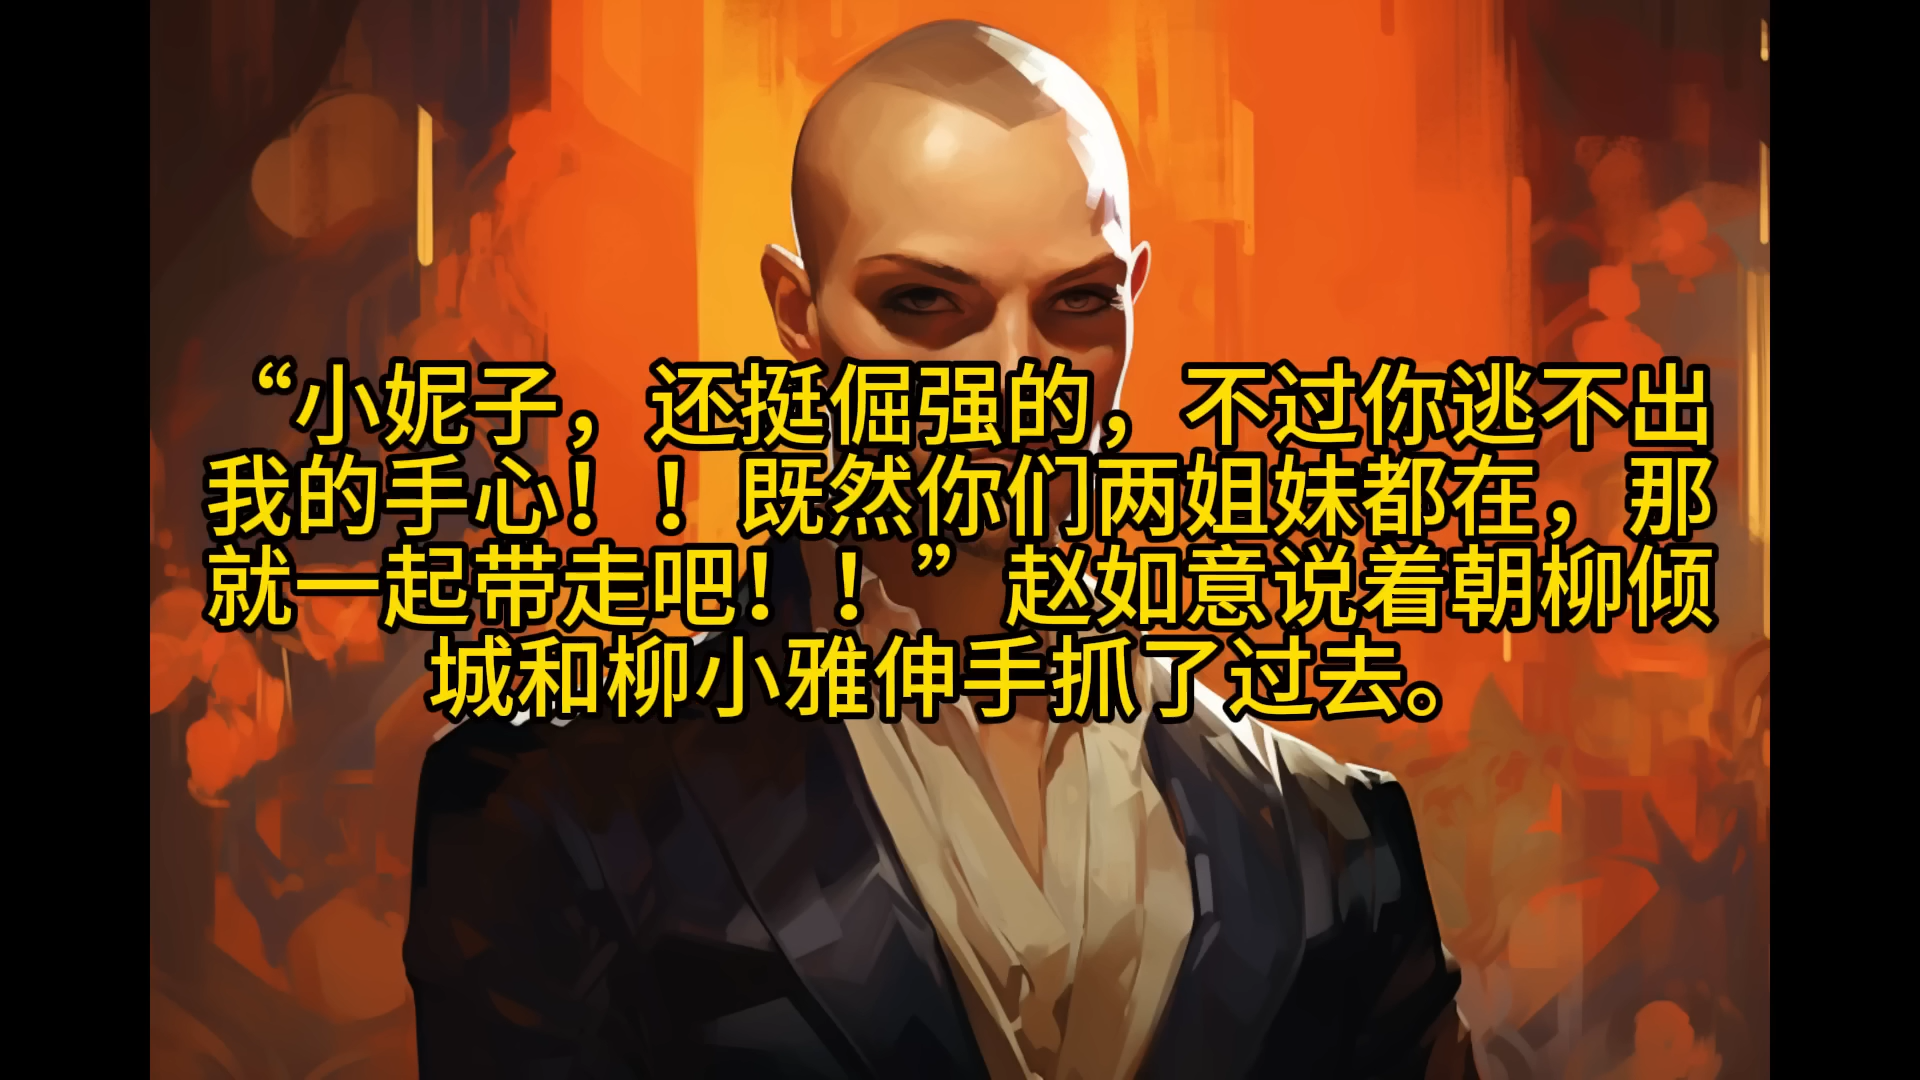 “小妮子，还挺倔强的，不过你逃不出
我的手心！！既然你们两姐妹都在，那
就一起带走吧！！”赵如意说着朝柳倾
城和柳小雅伸手抓了过去。